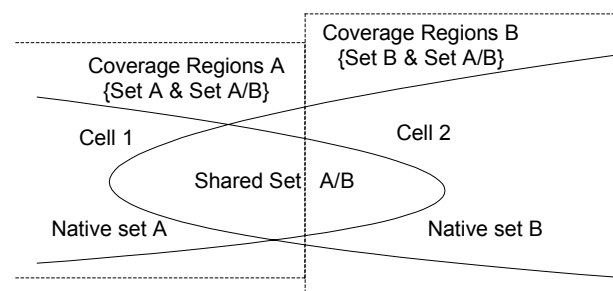 Coverage Regions A
{Set A & Set A/B}
Coverage Regions B
{Set B & Set A/B}
Cell 1
Cell 2
Shared Set A/B
Native set A
Native set B